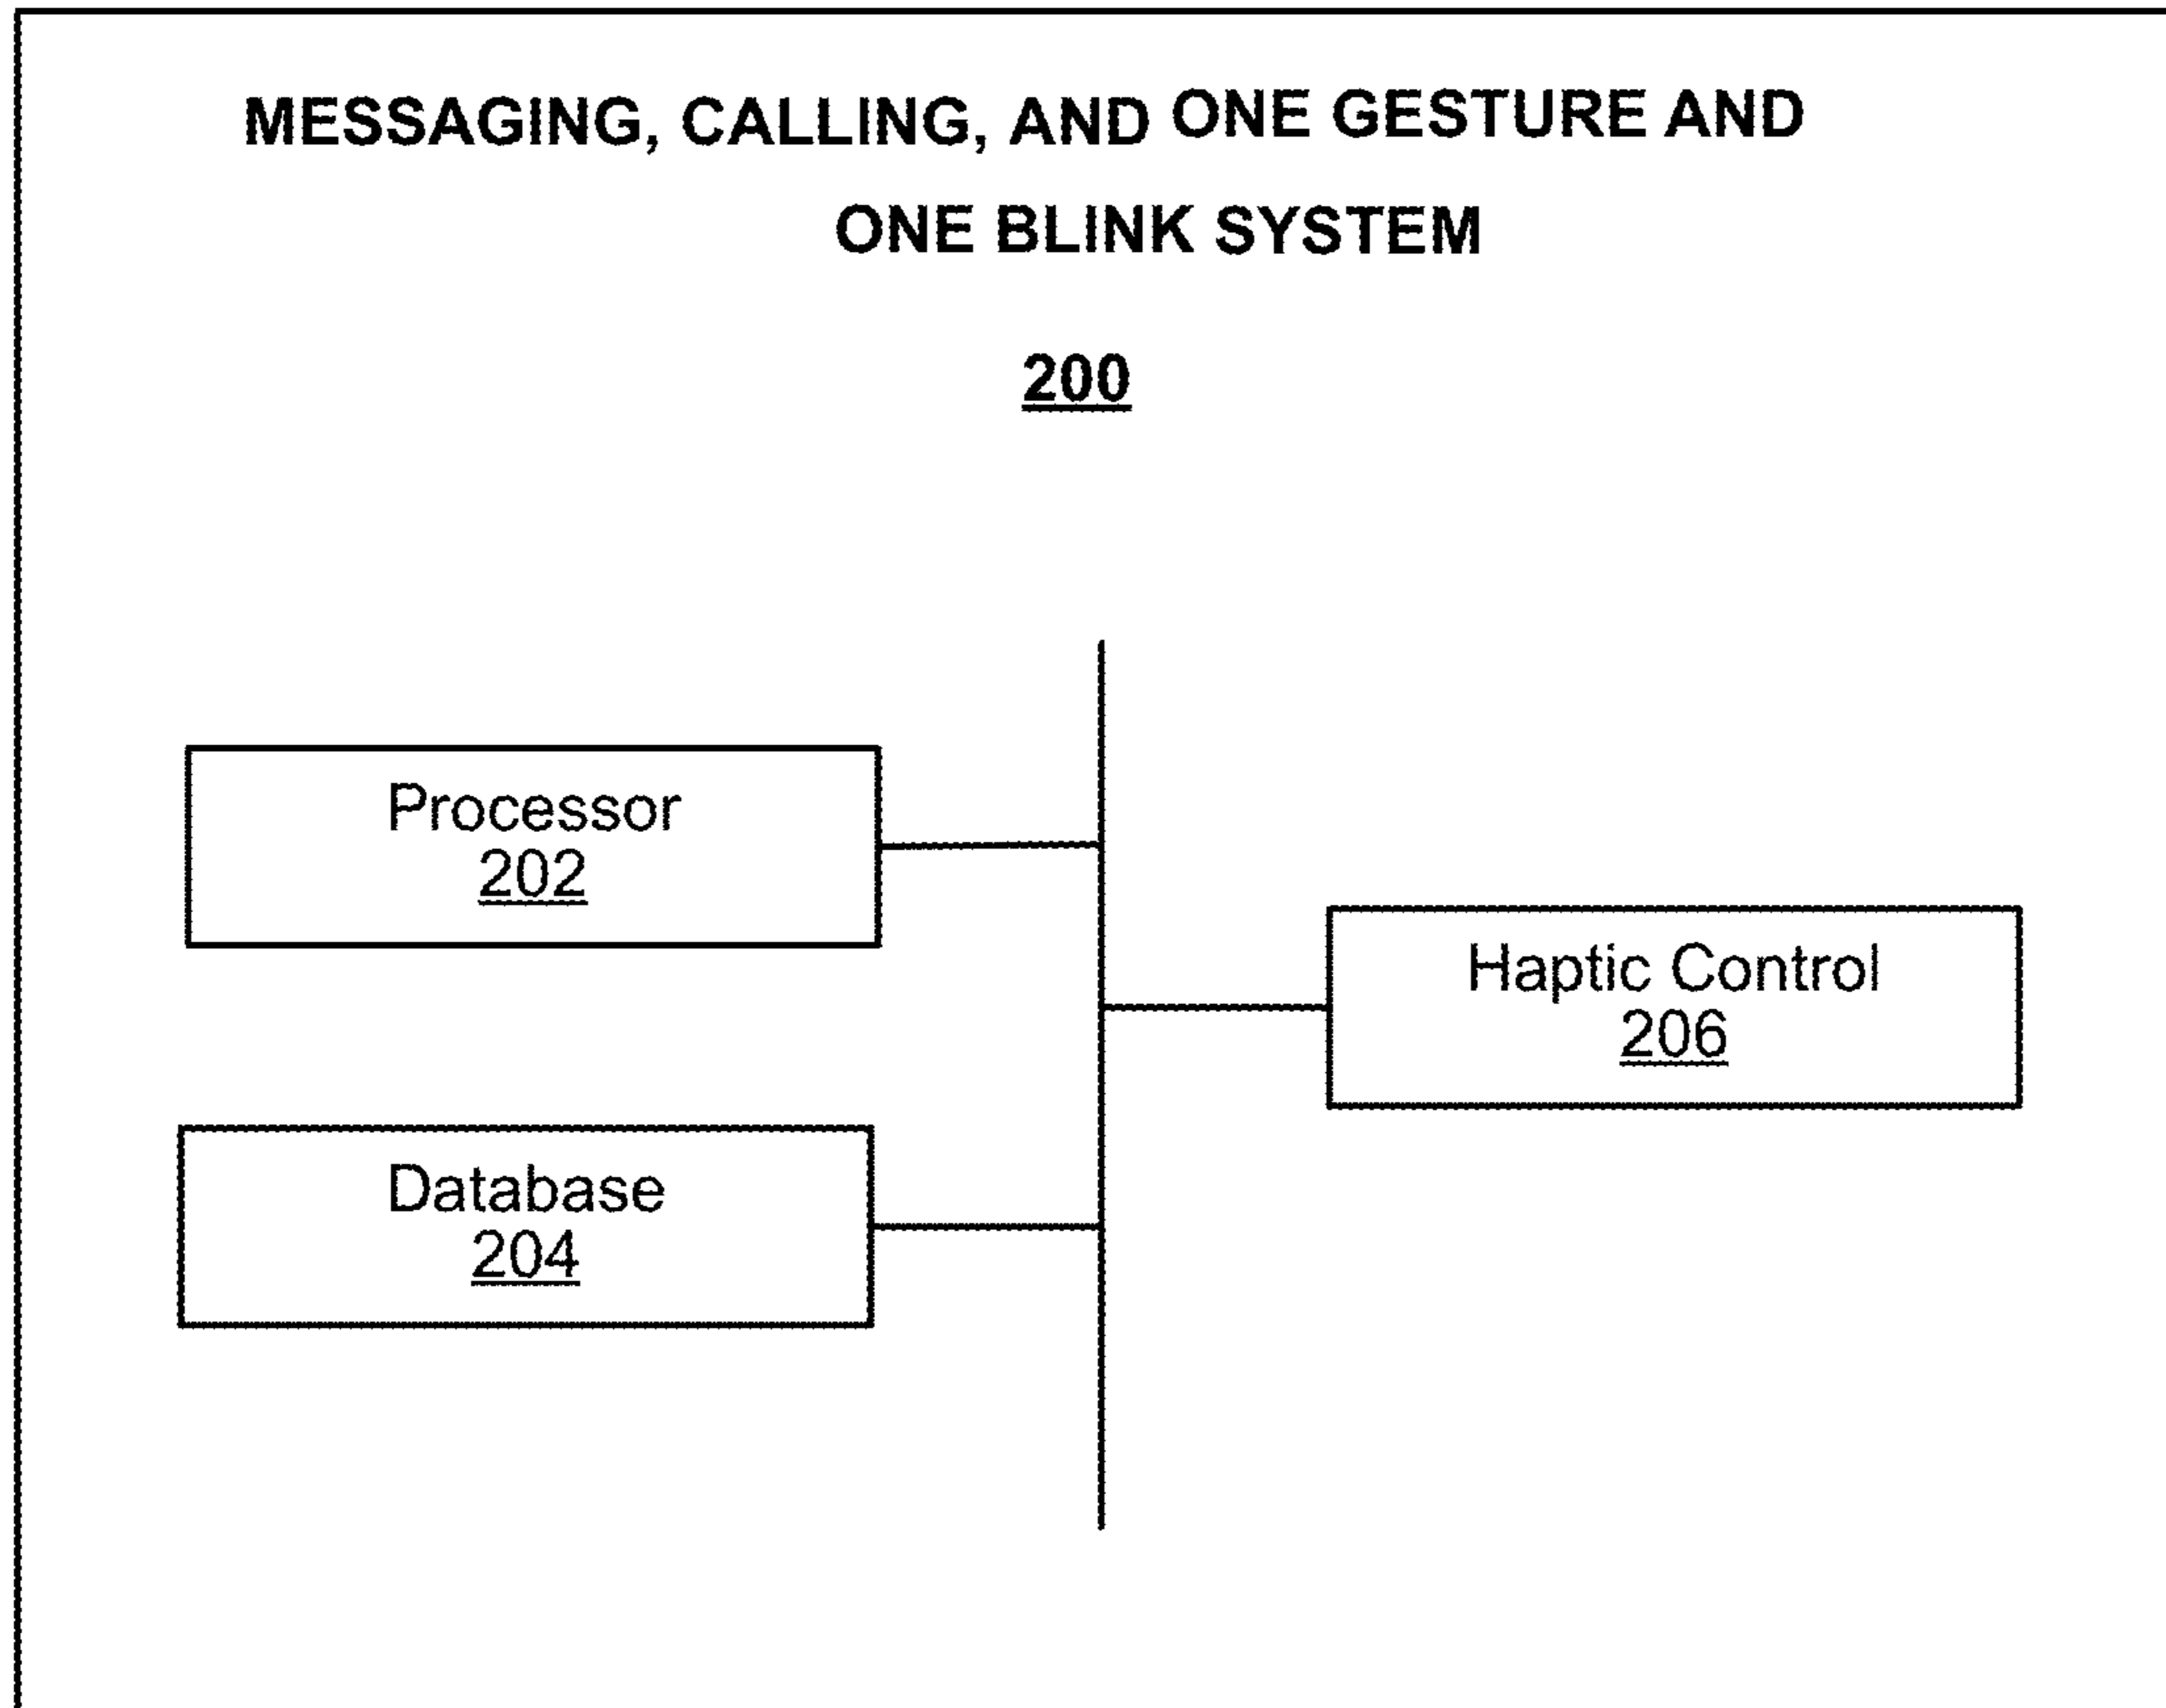 MESSAGING, CALLING, AND ONE GESTURE AND
ONE BLINK SYSTEM
200
Processor
202
Haptic Control
206
Database
204